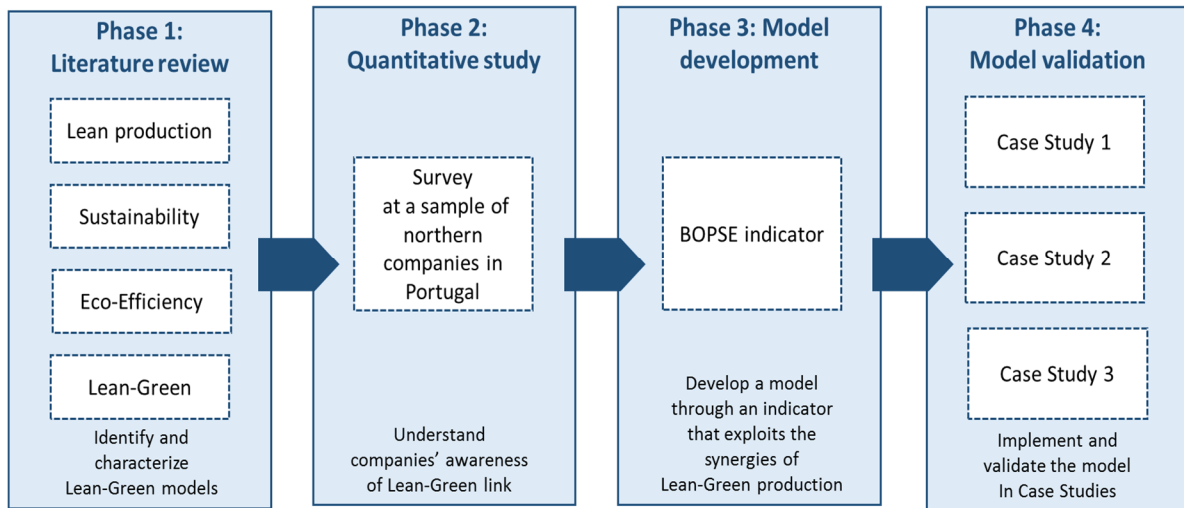 Phase 1:
Literature review
Lean production
Sustainability
Eco-Efficiency
Lean-Green
Identify and
characterize
Lean-Green models
Phase 2:
Quantitative study
Survey
at a sample of
northern
companies in
Portugal
Understand
companies' awareness
of Lean-Green link
Phase 3: Model
development
BOPSE indicator
Develop a model
through an indicator
that exploits the
synergies of
Lean-Green production
Phase 4:
Model validation
Case Study 1
Case Study 2
Case Study 3
Implement and
validate the model
In Case Studies